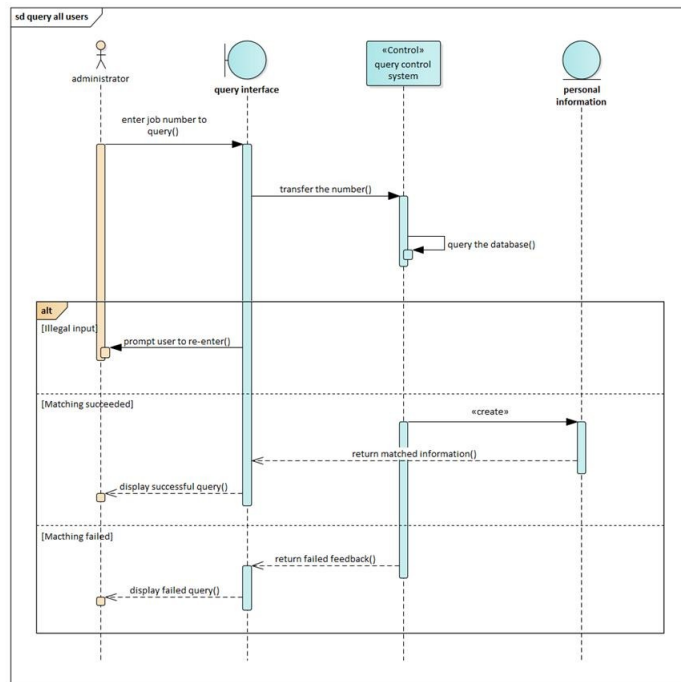 sd query all users
administrator
query interface
«Control»
query control
system
personal
information
enter job number to
query()
transfer the number()
query the database()
alt
[Illegal input]
prompt user to re-enter()
[Matching succeeded]
«create»
return matched information()
display successful query()
[Macthing failed]
return failed feedback()
display failed query()